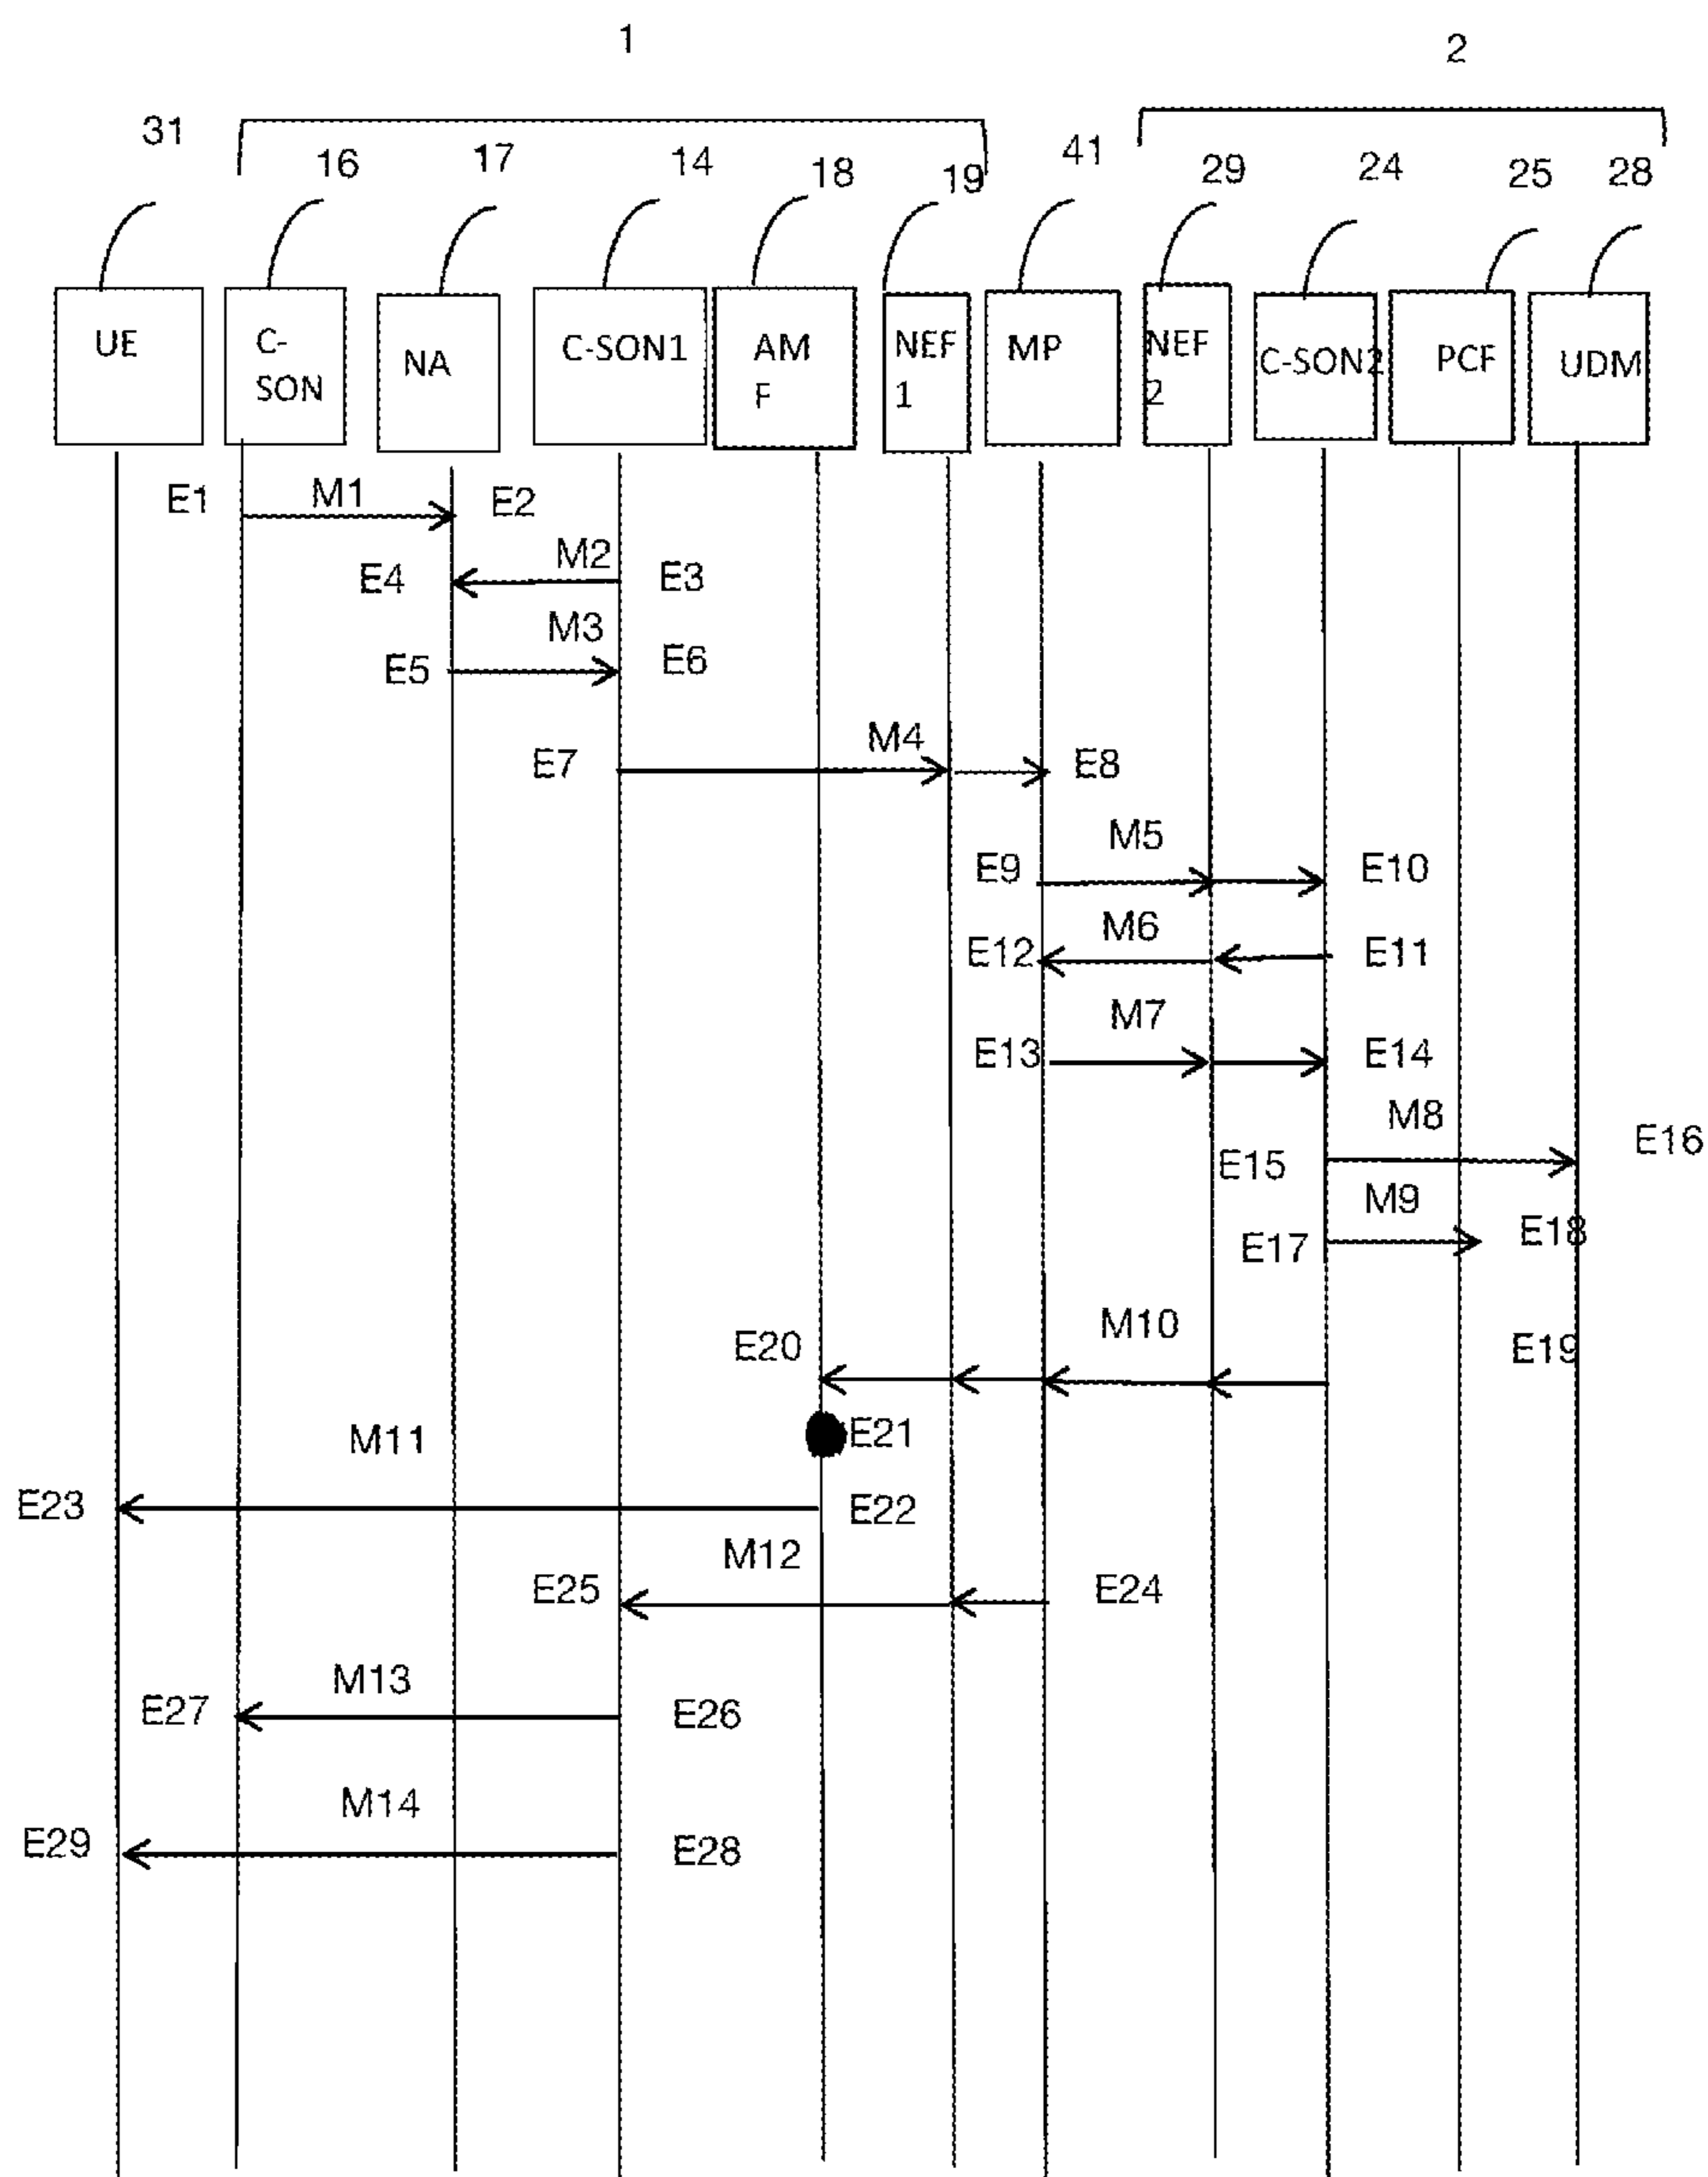 1
2
31
16
17
14
18
19
41
29
24
25
28
UE
C-
SON
NA
C-SON1
AM
F
NEF
1
MP
NEF
2
C-SON2
PCF
UDM
E1 M1 E2
E4 M2 E3
E5 M3 E6
E7 M4 E8
E9 M5 E10
E12 M6 E11
E13 M7 E14
E15 M8 E16
E17 M9 E18
E20 M10 E19
E21
E23 M11 E22
E25 M12 E24
E27 M13 E26
E29 M14 E28